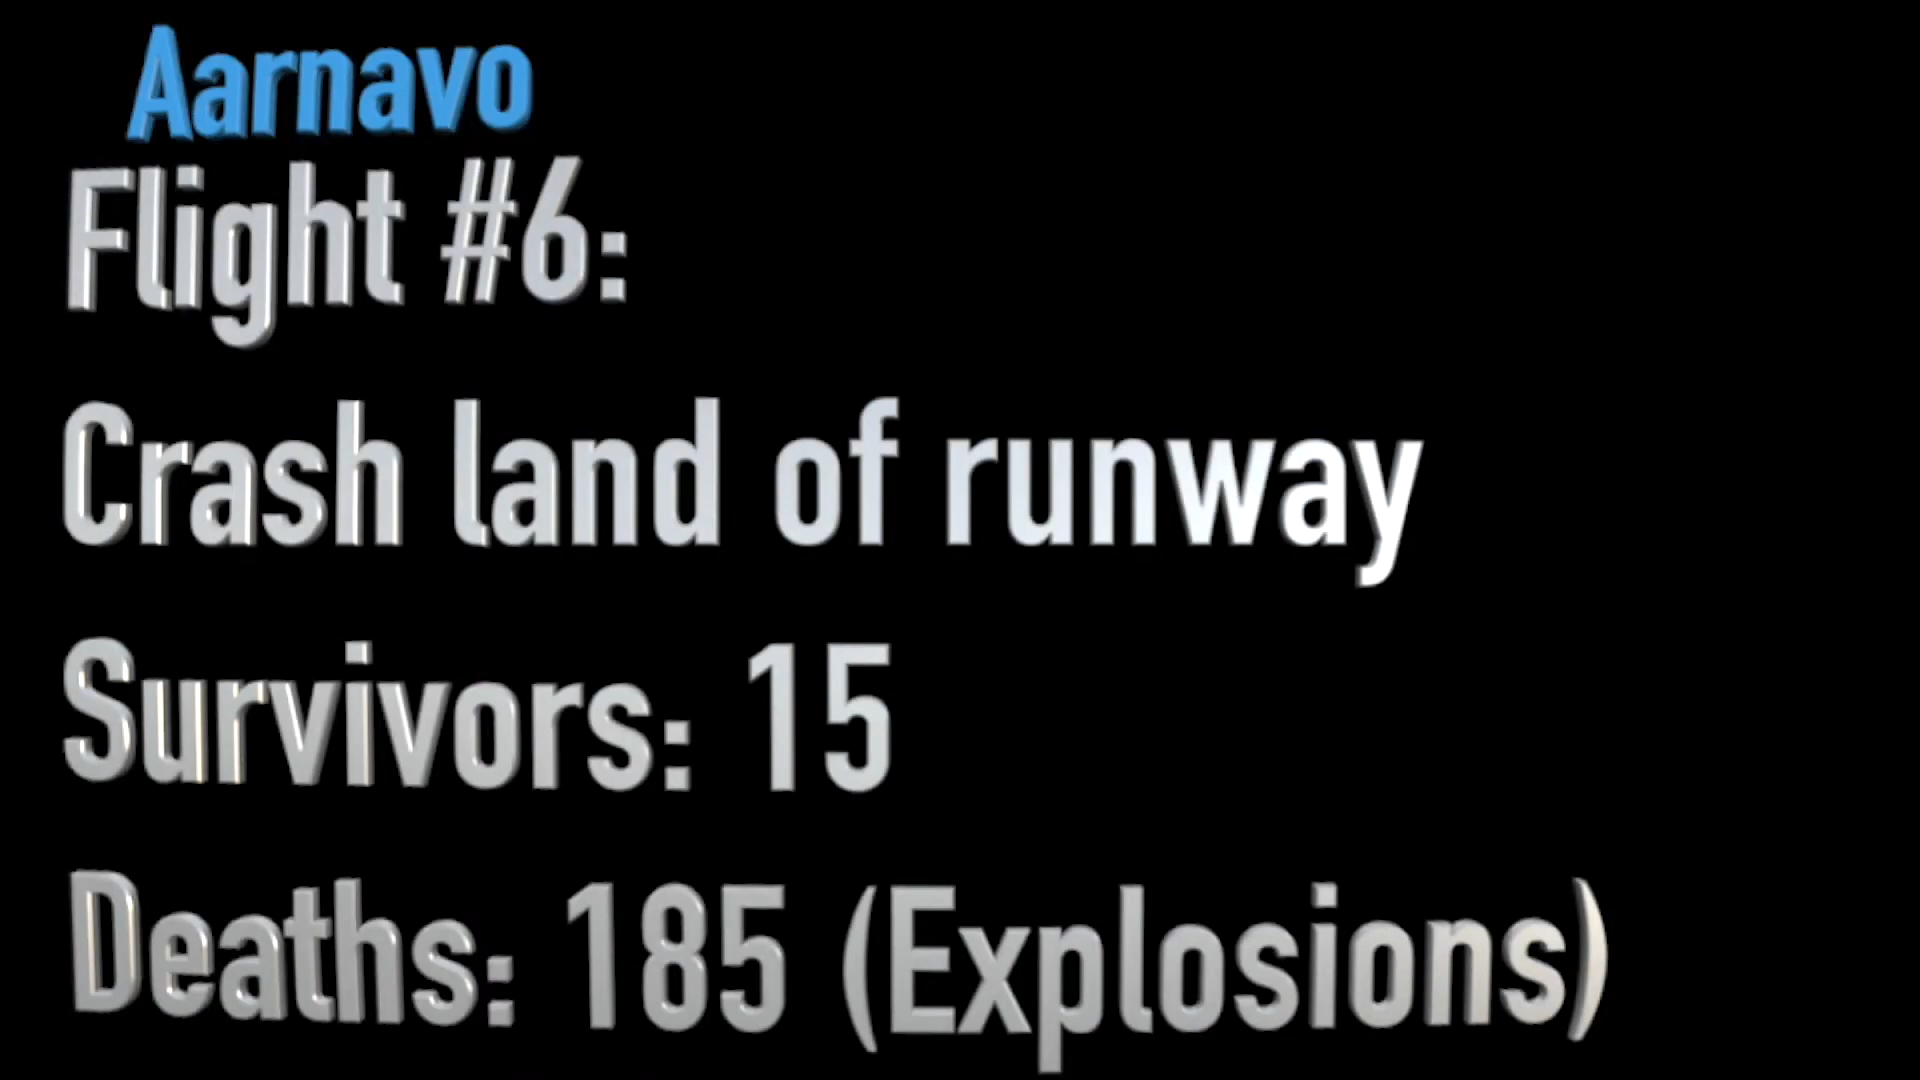 Aarnavo
Flight #6:
Crash land of runway
Survivors: 15
Deaths: 185 (Explosions)